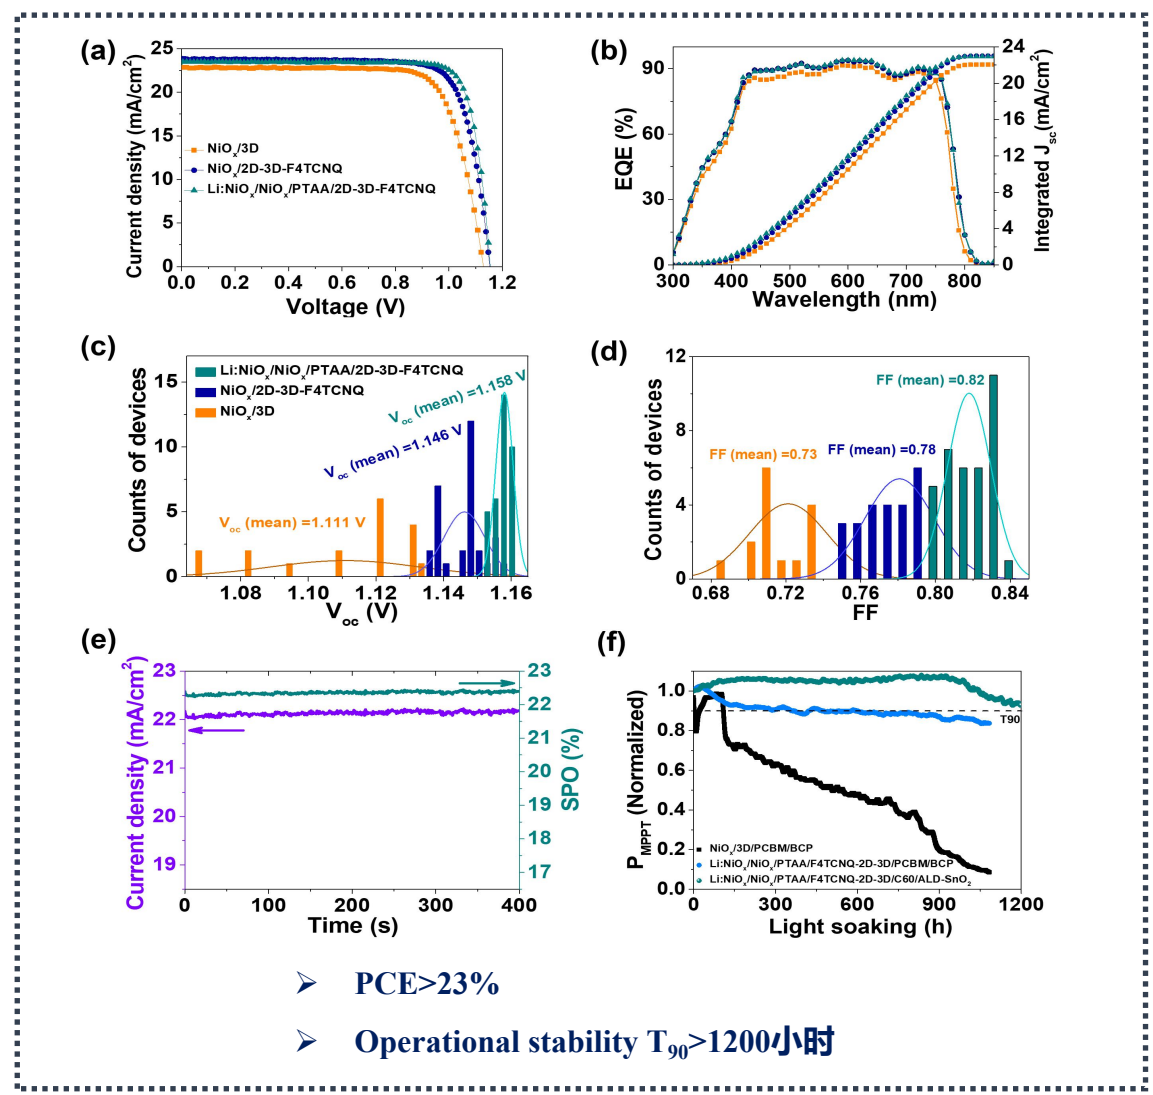 (a)
25
20
15
10
5
0
0.0 0.2 0.4 0.6 0.8 1.0 1.2
Current density (mA/cm²)
Voltage (V)
NiOₓ/3D
NiOₓ/2D-3D-F4TCNQ
Li:NiOₓ/NiOₓ/PTAA/2D-3D-F4TCNQ
(b)
90
60
30
0
300 400 500 600 700 800
24
20
16
12
8
4
0
EQE (%)
Wavelength (nm)
Integrated Jsc (mA/cm²)
(c)
15
10
5
0
1.08 1.10 1.12 1.14 1.16
Counts of devices
Voc (V)
Li:NiOₓ/NiOₓ/PTAA/2D-3D-F4TCNQ
NiOₓ/2D-3D-F4TCNQ
NiOₓ/3D
Voc (mean) =1.158 V
Voc (mean) =1.146 V
Voc (mean) =1.111 V
(d)
12
8
4
0
0.68 0.72 0.76 0.80 0.84
Counts of devices
FF
FF (mean) =0.82
FF (mean) =0.78
FF (mean) =0.73
(e)
23
22
21
20
19
0 100 200 300 400
23
22
21
20
19
18
17
Current density (mA/cm²)
Time (s)
SPO (%)
(f)
1.0
0.8
0.6
0.4
0.2
0.0
0 300 600 900 1200
P_MPPT (Normalized)
Light soaking (h)
T90
NiOₓ/3D/PCBM/BCP
Li:NiOₓ/NiOₓ/PTAA/F4TCNQ-2D-3D/PCBM/BCP
Li:NiOₓ/NiOₓ/PTAA/F4TCNQ-2D-3D/C60/ALD-SnO₂
➢ PCE>23%
➢ Operational stability T₉₀>1200小时